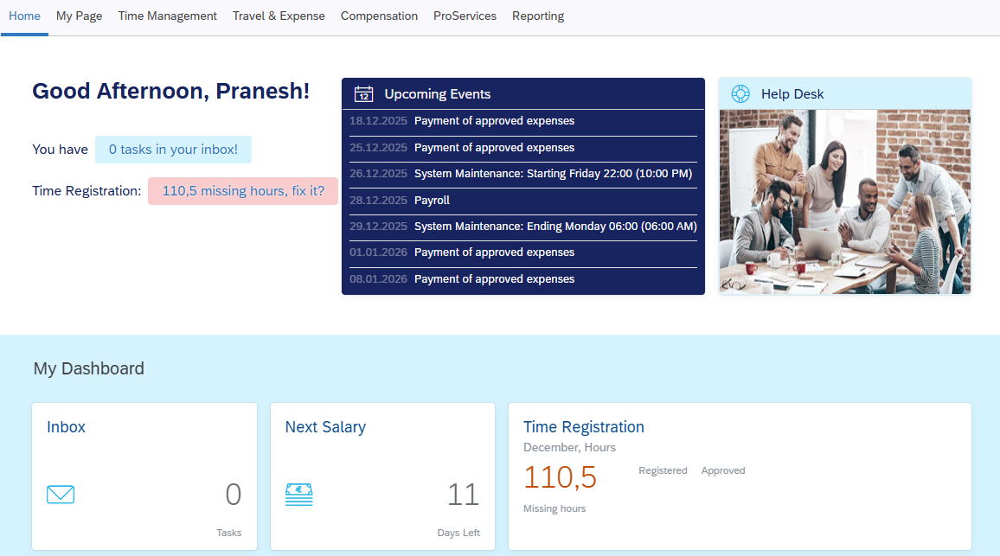 Home My Page Time Management Travel & Expense Compensation ProServices Reporting
Good Afternoon, Pranesh!
You have 0 tasks in your inbox!
Time Registration: 110,5 missing hours, fix it?
12 Upcoming Events
18.12.2025 Payment of approved expenses
25.12.2025 Payment of approved expenses
26.12.2025 System Maintenance: Starting Friday 22:00 (10:00 PM)
28.12.2025 Payroll
29.12.2025 System Maintenance: Ending Monday 06:00 (06:00 AM)
01.01.2026 Payment of approved expenses
08.01.2026 Payment of approved expenses
Help Desk
My Dashboard
Inbox
0
Tasks
Next Salary
€
11
Days Left
Time Registration
December, Hours
110,5
Missing hours
Registered Approved